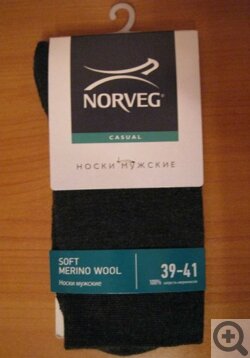 NORVEG®
CASUAL
НОСКИ МУЖСКИЕ
SOFT
MERINO WOOL
Носки мужские
39-41
100%